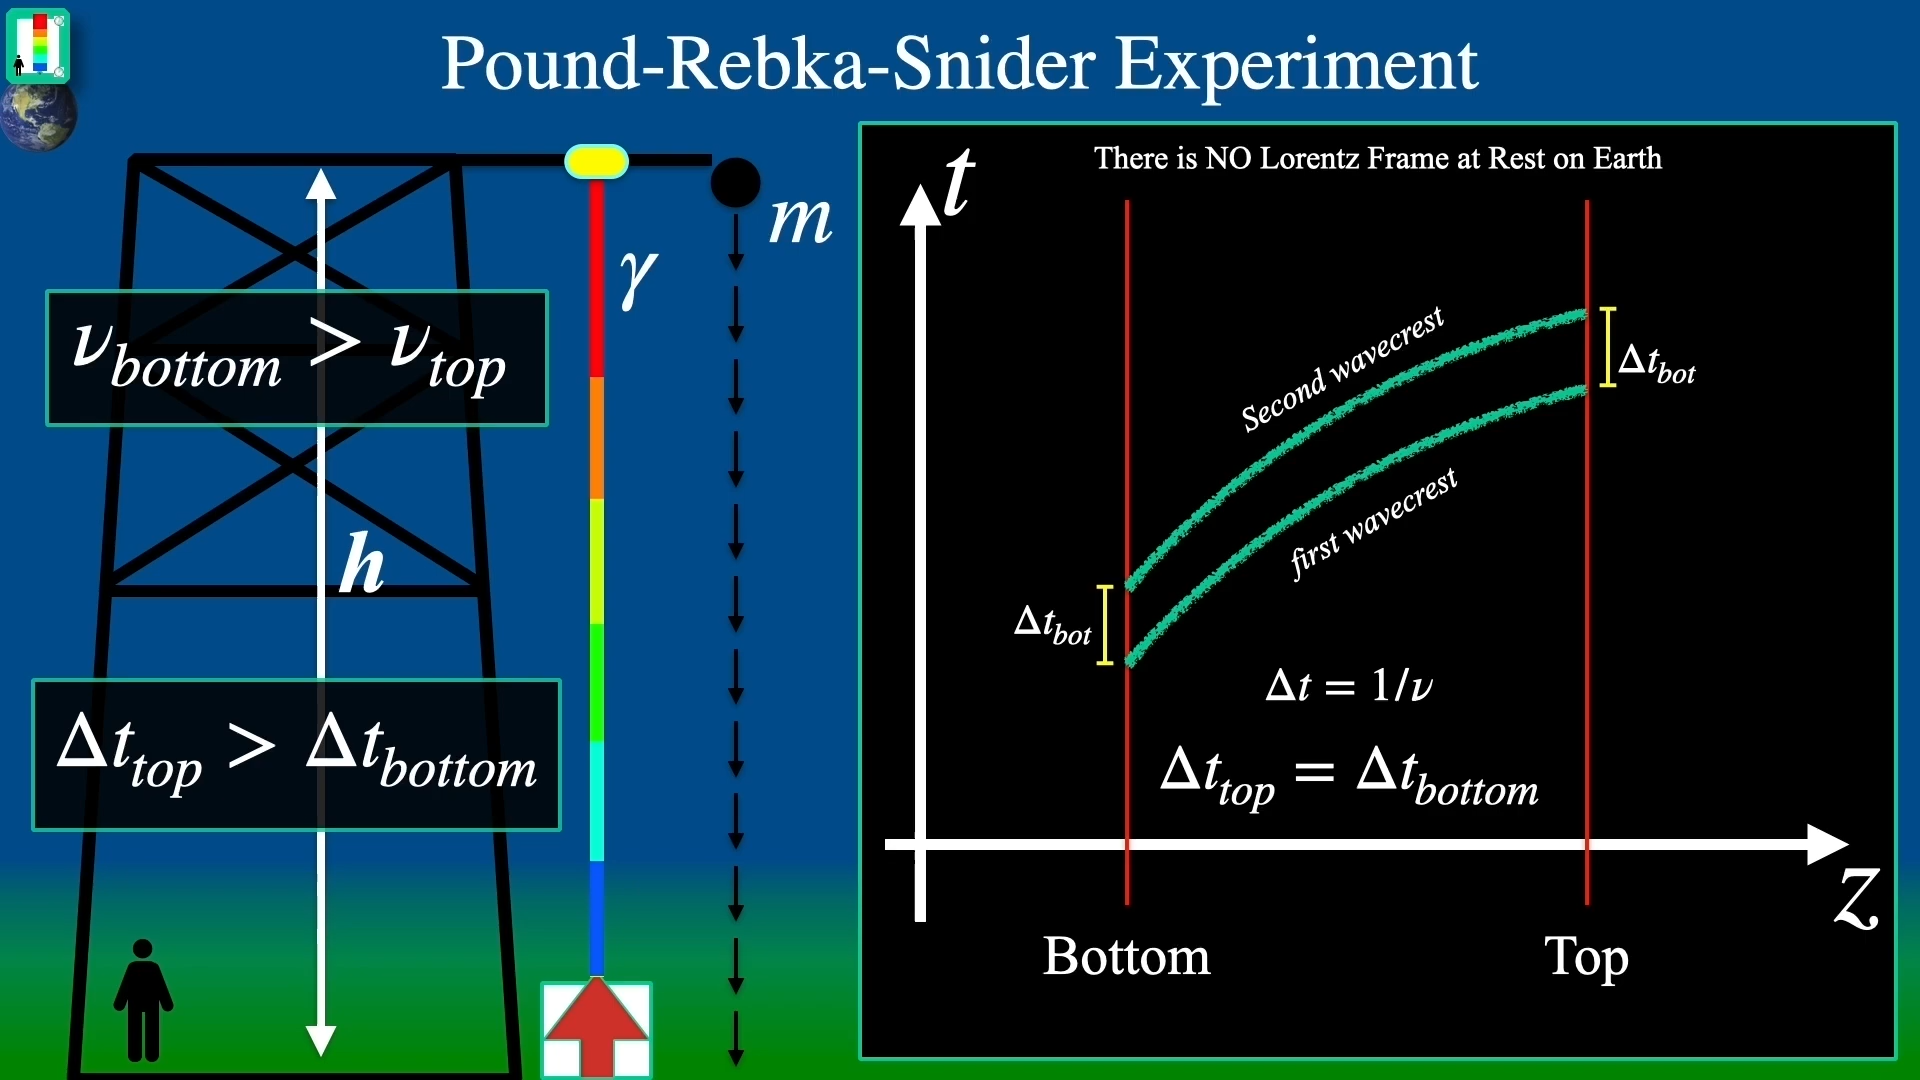 Pound-Rebka-Snider Experiment
m
γ
ν_bottom > ν_top
h
Δt_top > Δt_bottom
There is NO Lorentz Frame at Rest on Earth
t
Second wavecrest
Δt_bot
first wavecrest
Δt_bot
Δt = 1/ν
Δt_top = Δt_bottom
z
Bottom
Top